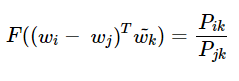 F((w_i - w_j)^T \tilde{w}_k) = \frac{P_{ik}}{P_{jk}}